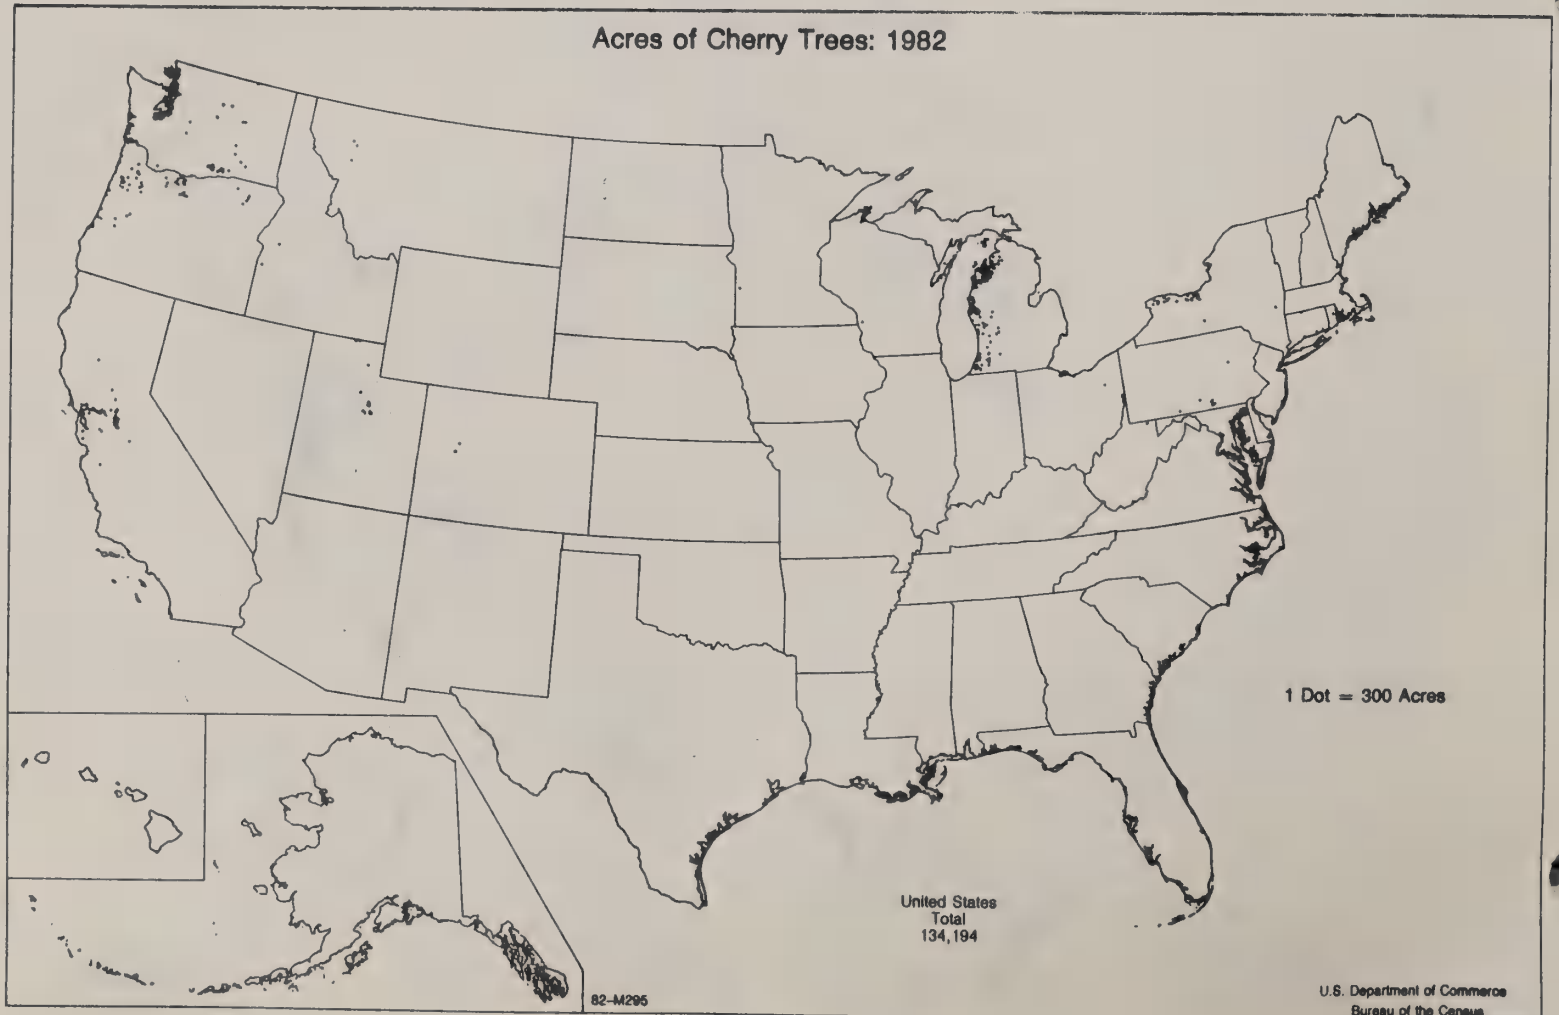 Acres of Cherry Trees: 1982
1 Dot = 300 Acres
United States
Total
134,194
82-M295
U.S. Department of Commerce
Bureau of the Census